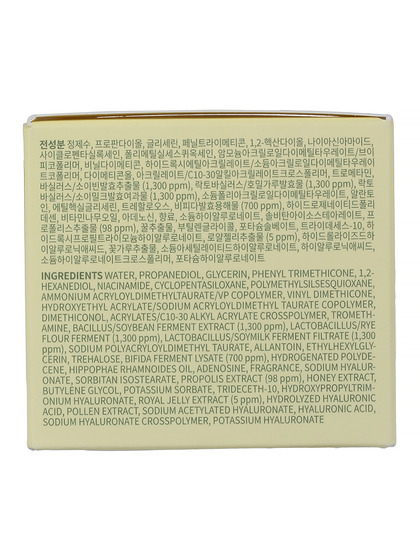 전성분 정제수, 프로판다이올, 글리세린, 페닐트라이메티콘, 1,2-헥산다이올, 나이아신아마이드,
사이클로펜타실록세인, 폴리메틸실세스퀴옥세인, 암모늄아크릴로일다이메틸타우레이트/브이
피코폴리머, 비닐다이메티콘, 하이드록시에틸아크릴레이트/소듐아크릴로일다이메틸타우레이
트코폴리머, 다이메티콘올, 아크릴레이트/C10-30알킬아크릴레이트크로스폴리머, 트로메타민,
바실러스/소이빈발효추출물 (1,300 ppm), 락토바실러스/호밀가루발효물 (1,300 ppm), 락토
바실러스/소이밀크발효여과물 (1,300 ppm), 소듐폴리아크릴로일다이메틸타우레이트, 알란토
인, 에틸헥실글리세린, 트레할로오스, 비피다발효용해물 (700 ppm), 하이드로제네이티드폴리
데센, 비타민나무오일, 아데노신, 향료, 소듐하이알루로네이트, 솔비탄아이소스테아레이트, 프
로폴리스추출물 (98 ppm), 꿀추출물, 부틸렌글라이콜, 포타슘솔베이트, 트라이데세스-10, 하이
드록시프로필트라이모늄하이알루로네이트, 로얄젤리추출물 (5 ppm), 하이드롤라이즈드하
이알루로닉애씨드, 꽃가루추출물, 소듐아세틸레이티드하이알루로네이트, 하이알루로닉애씨드,
소듐하이알루로네이트크로스폴리머, 포타슘하이알루로네이트
INGREDIENTS WATER, PROPANEDIOL, GLYCERIN, PHENYL TRIMETHICONE, 1,2-
HEXANEDIOL, NIACINAMIDE, CYCLOPENTASILOXANE, POLYMETHYLSILSESQUIOXANE,
AMMONIUM ACRYLOYLDIMETHYLTAURATE/VP COPOLYMER, VINYL DIMETHICONE,
HYDROXYETHYL ACRYLATE/SODIUM ACRYLOYLDIMETHYL TAURATE COPOLYMER,
DIMETHICONOL, ACRYLATES/C10-30 ALKYL ACRYLATE CROSSPOLYMER, TROMETH-
AMINE, BACILLUS/SOYBEAN FERMENT EXTRACT (1,300 ppm), LACTOBACILLUS/RYE
FLOUR FERMENT (1,300 ppm), LACTOBACILLUS/SOYMILK FERMENT FILTRATE (1,300
ppm), SODIUM POLYACRYLOYLDIMETHYL TAURATE, ALLANTOIN, ETHYLHEXYLGLY-
CERIN, TREHALOSE, BIFIDA FERMENT LYSATE (700 ppm), HYDROGENATED POLYDE-
CENE, HIPPOPHAE RHAMNOIDES OIL, ADENOSINE, FRAGRANCE, SODIUM HYALUR-
ONATE, SORBITAN ISOSTEARATE, PROPOLIS EXTRACT (98 ppm), HONEY EXTRACT,
BUTYLENE GLYCOL, POTASSIUM SORBATE, TRIDECETH-10, HYDROXYPROPYLTRIM-
ONIUM HYALURONATE, ROYAL JELLY EXTRACT (5 ppm), HYDROLYZED HYALURONIC
ACID, POLLEN EXTRACT, SODIUM ACETYLATED HYALURONATE, HYALURONIC ACID,
SODIUM HYALURONATE CROSSPOLYMER, POTASSIUM HYALURONATE